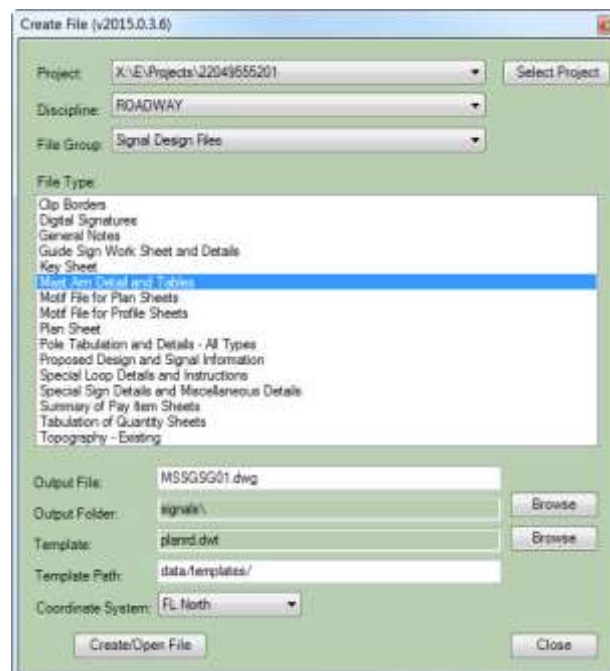 Create File (v2015.0.3.6)
Project: X:\E\Projects\22049555201 Select Project
Discipline: ROADWAY
File Group: Signal Design Files
File Type:
Clip Borders
Digital Signatures
General Notes
Guide Sign Work Sheet and Details
Key Sheet
Mast Arm Detail and Tables
Motif File for Plan Sheets
Motif File for Profile Sheets
Plan Sheet
Pole Tabulation and Details - All Types
Proposed Design and Signal Information
Special Loop Details and Instructions
Special Sign Details and Miscellaneous Details
Summary of Pay Item Sheets
Tabulation of Quantity Sheets
Topography - Existing
Output File: MSSGSG01.dwg
Output Folder: signals\ Browse
Template: planrd.dwt Browse
Template Path: data/templates/
Coordinate System: FL North
Create/Open File Close